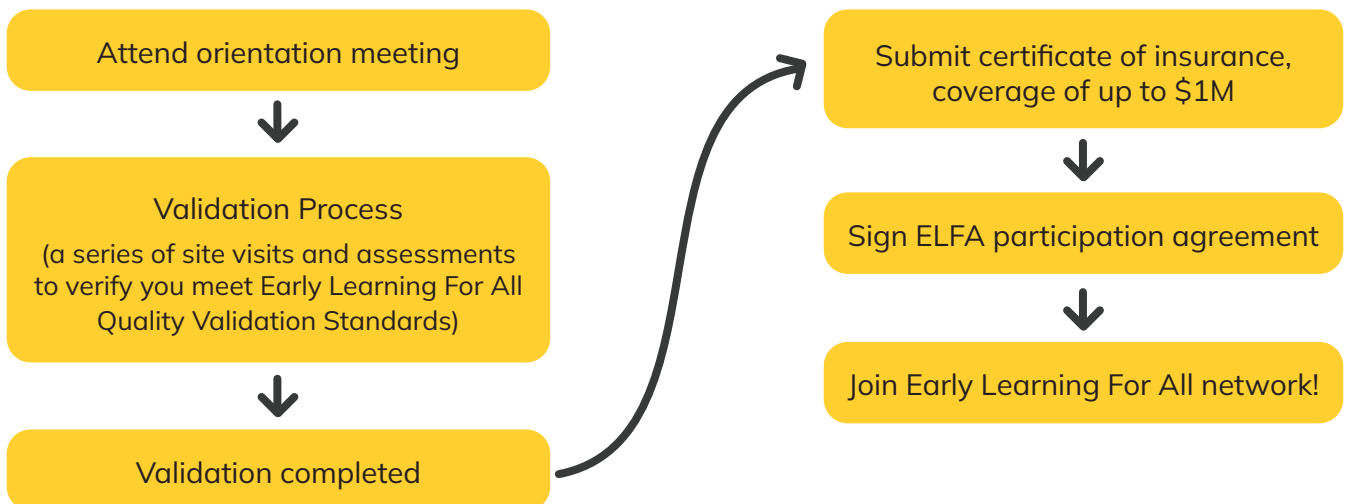 Attend orientation meeting
Validation Process
(a series of site visits and assessments
to verify you meet Early Learning For All
Quality Validation Standards)
Validation completed
Submit certificate of insurance,
coverage of up to $1M
Sign ELFA participation agreement
Join Early Learning For All network!